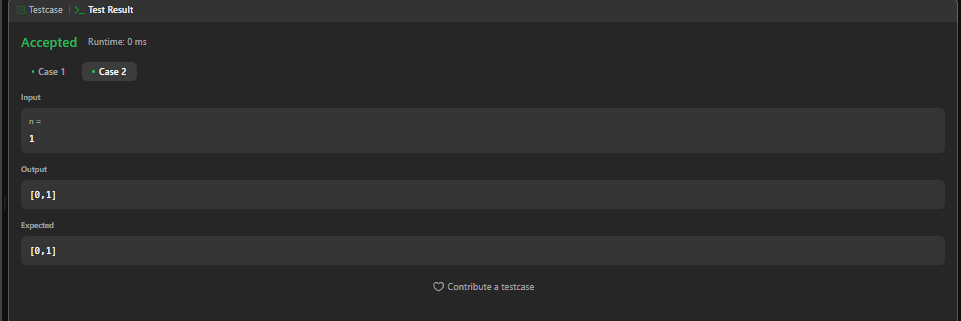 Testcase | >_ Test Result
Accepted Runtime: 0 ms
• Case 1 • Case 2
Input
n =
1
Output
[0,1]
Expected
[0,1]
Contribute a testcase